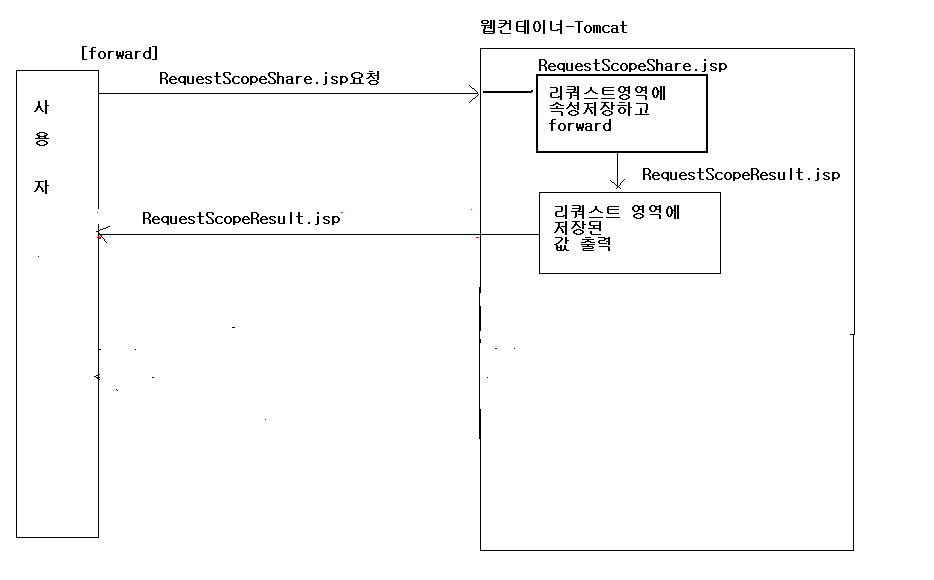 웹컨테이너-Tomcat
[forward]
RequestScopeShare.jsp요청
RequestScopeShare.jsp
리퀘스트영역에
속성저장하고
forward
사
용
자
RequestScopeResult.jsp
RequestScopeResult.jsp
리퀘스트 영역에
저장된
값 출력